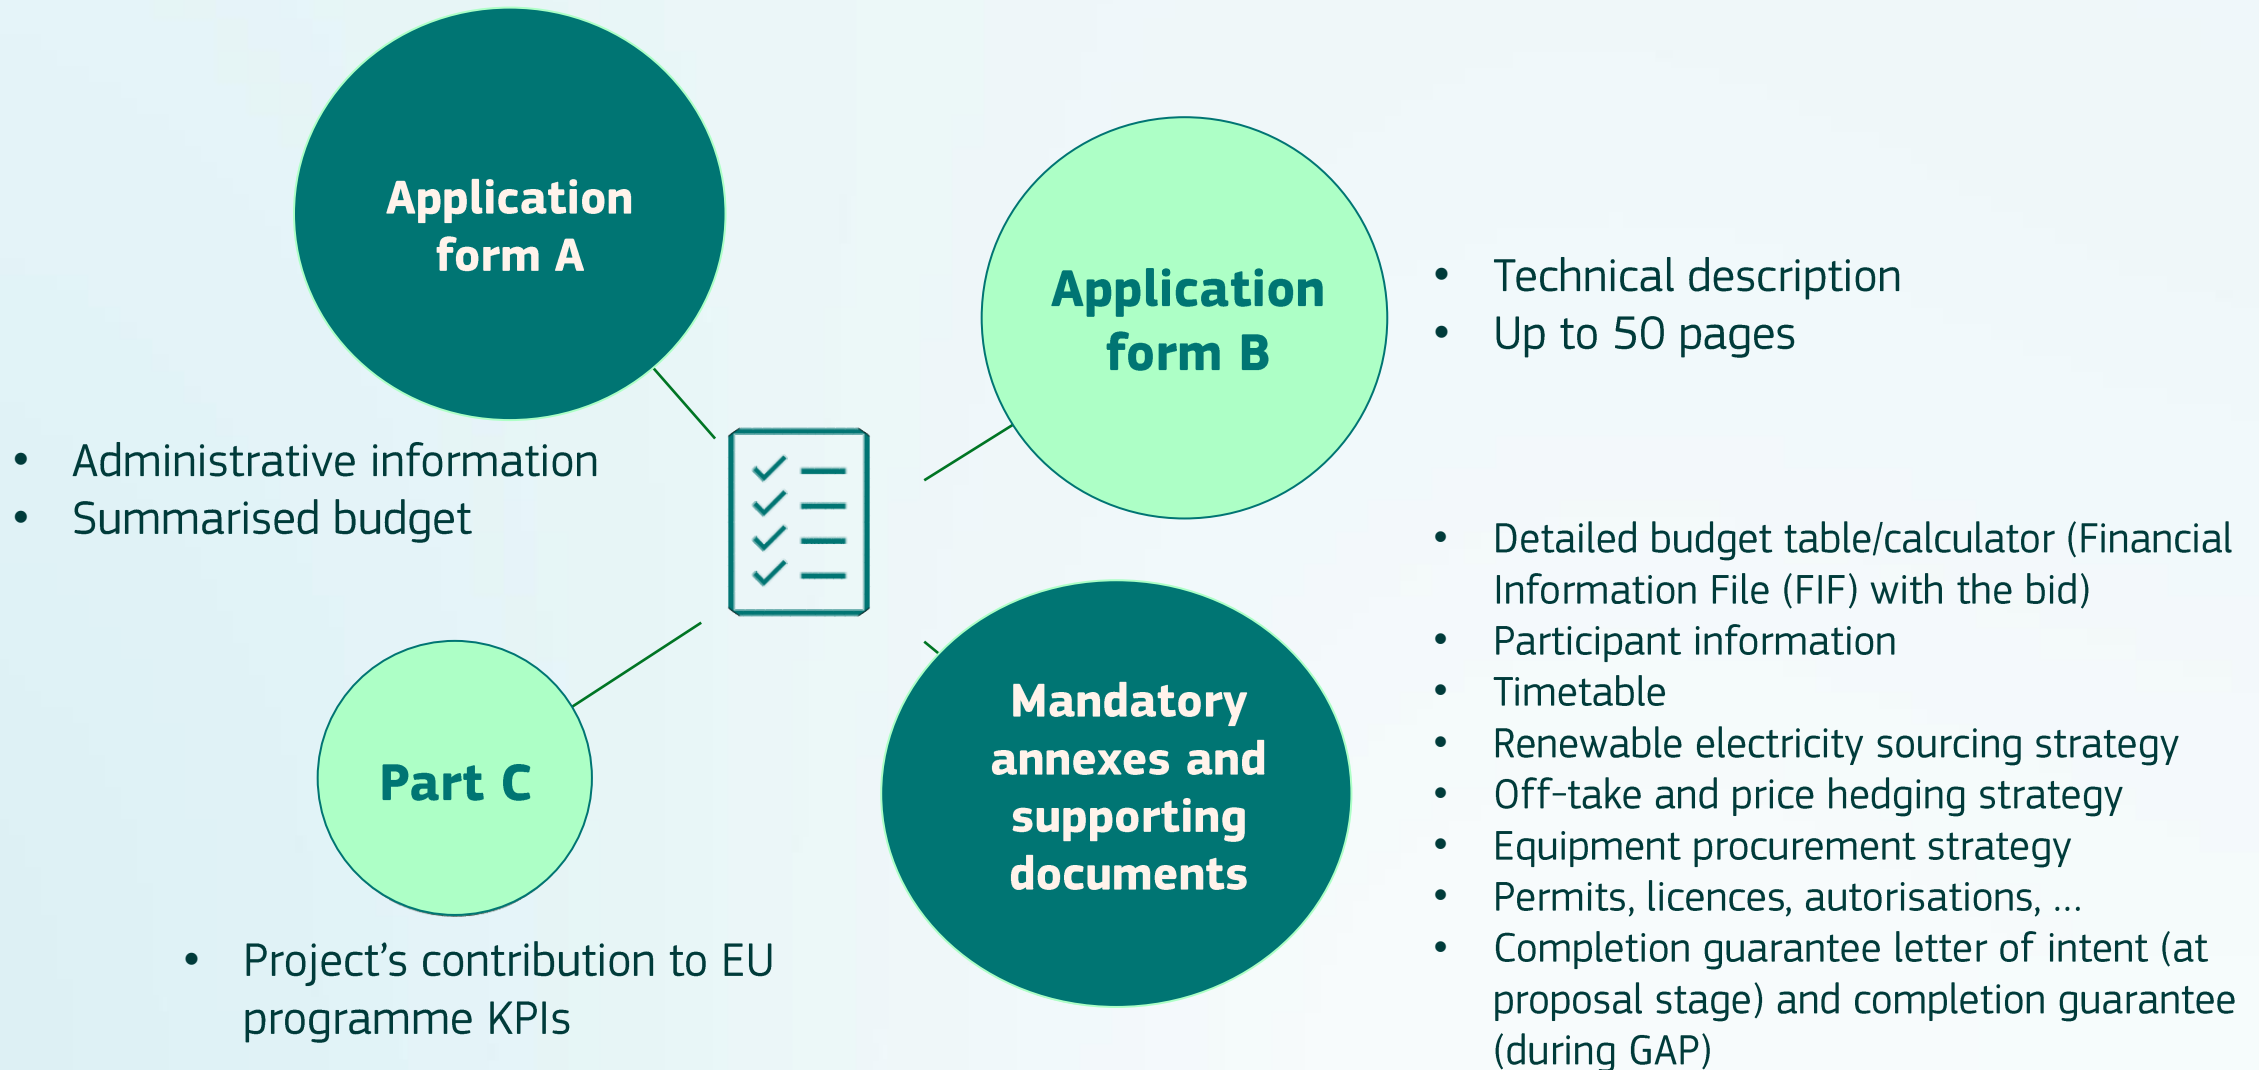 Application
form A
• Administrative information
• Summarised budget
Application
form B
• Technical description
• Up to 50 pages
Part C
• Project’s contribution to EU
programme KPIs
Mandatory
annexes and
supporting
documents
• Detailed budget table/calculator (Financial
Information File (FIF) with the bid)
• Participant information
• Timetable
• Renewable electricity sourcing strategy
• Off-take and price hedging strategy
• Equipment procurement strategy
• Permits, licences, autorisations, ...
• Completion guarantee letter of intent (at
proposal stage) and completion guarantee
(during GAP)